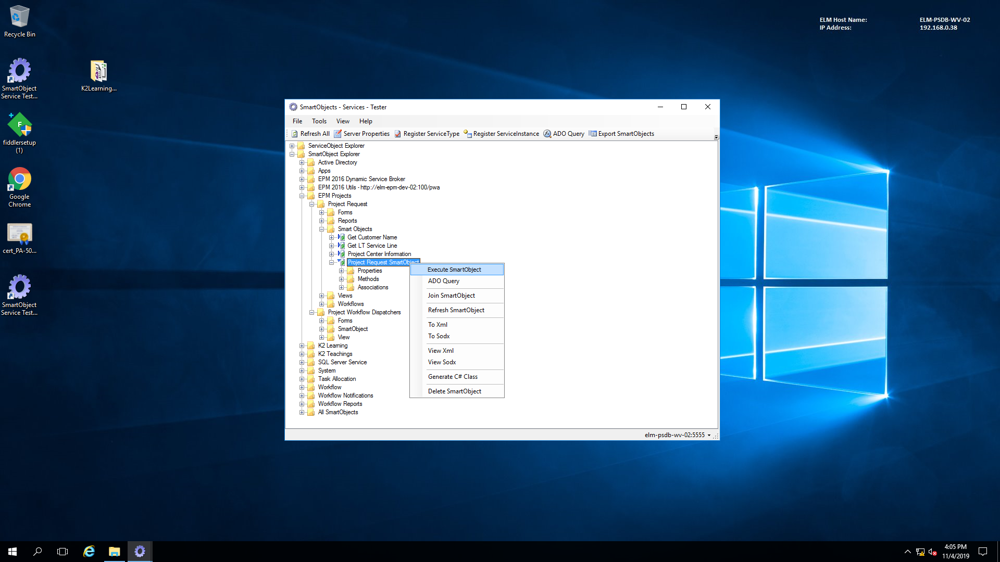 Recycle Bin
SmartObject
Service Test...
fiddlersetup
(1)
Google
Chrome
cert_PA-50...
SmartObject
Service Test...
K2Learning...
ELM Host Name: ELM-PSDB-WV-02
IP Address: 192.168.0.38
SmartObjects - Services - Tester
File Tools View Help
Refresh All Server Properties Register ServiceType Register ServiceInstance ADO Query Export SmartObjects
ServiceObject Explorer
SmartObject Explorer
Active Directory
Apps
EPM 2016 Dynamic Service Broker
EPM 2016 Utils - http://elm-epm-dev-02:100/pwa
EPM Projects
Project Request
Forms
Reports
Smart Objects
Get Customer Name
Get LT Service Line
Project Center Information
Project Request SmartObject
Properties
Methods
Associations
Views
Workflows
Project Workflow Dispatchers
Forms
SmartObject
View
K2 Learning
K2 Teachings
SQL Server Service
System
Task Allocation
Workflow
Workflow Notifications
Workflow Reports
All SmartObjects
Execute SmartObject
ADO Query
Join SmartObject
Refresh SmartObject
To Xml
To Sodx
View Xml
View Sodx
Generate C# Class
Delete SmartObject
elm-psdb-wv-02:5555
4:05 PM
11/4/2019